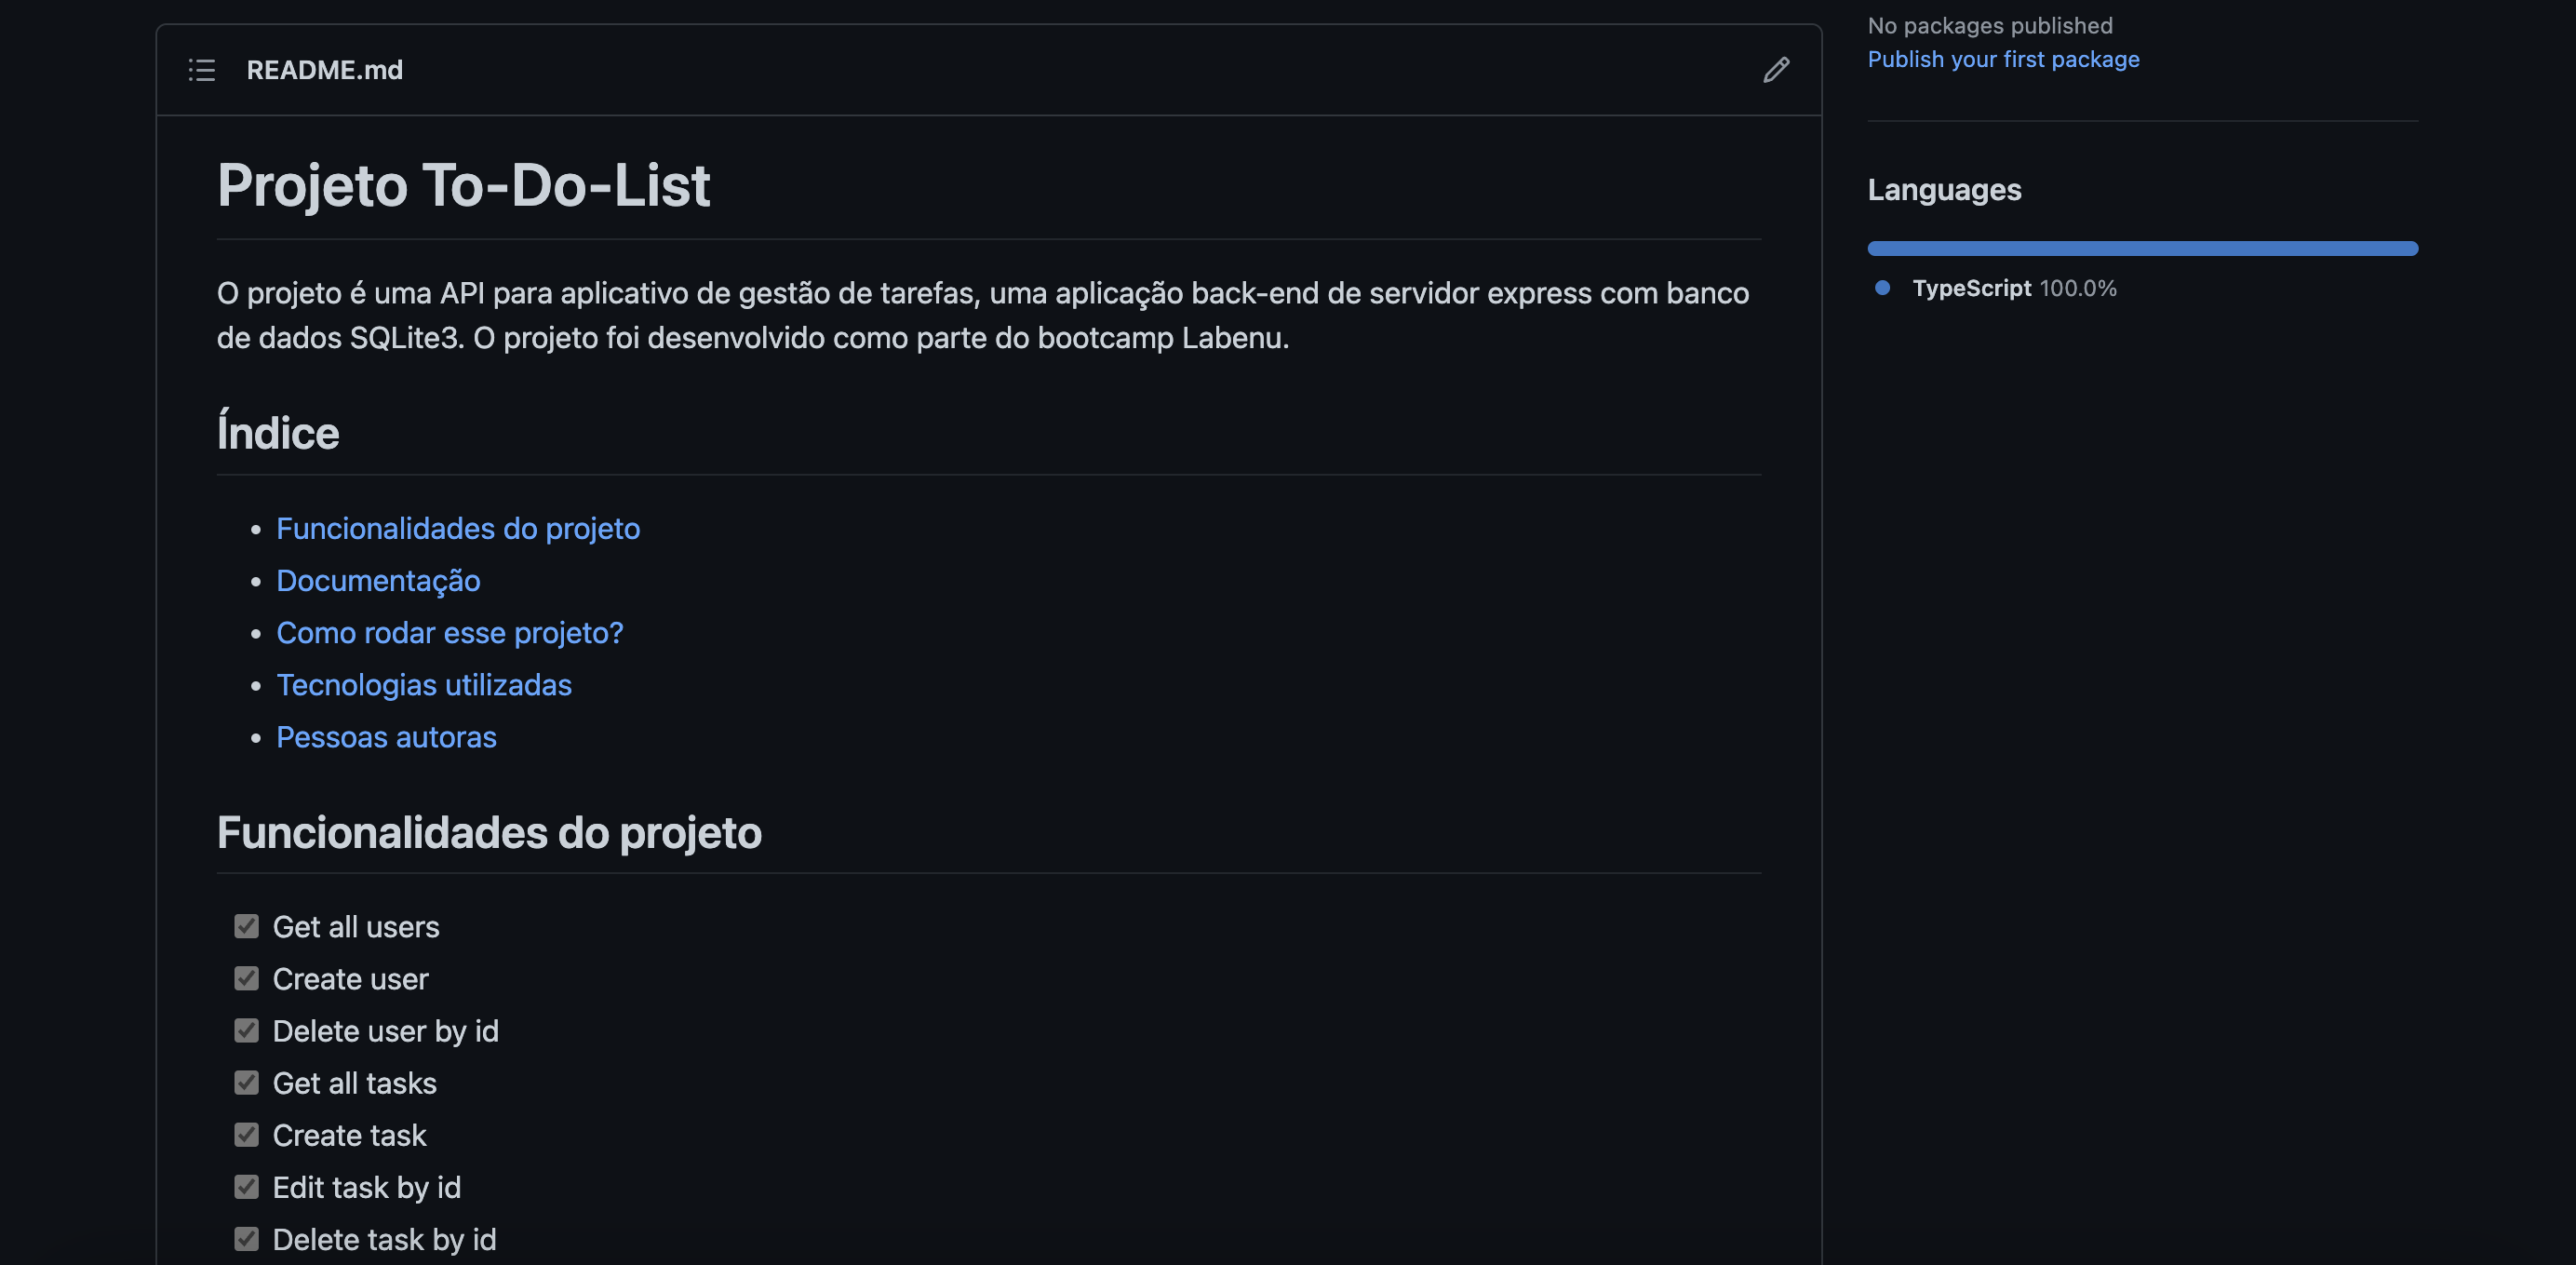 README.md
Projeto To-Do-List
O projeto é uma API para aplicativo de gestão de tarefas, uma aplicação back-end de servidor express com banco
de dados SQLite3. O projeto foi desenvolvido como parte do bootcamp Labenu.
Índice
Funcionalidades do projeto
Documentação
Como rodar esse projeto?
Tecnologias utilizadas
Pessoas autoras
Funcionalidades do projeto
Get all users
Create user
Delete user by id
Get all tasks
Create task
Edit task by id
Delete task by id
No packages published
Publish your first package
Languages
TypeScript 100.0%